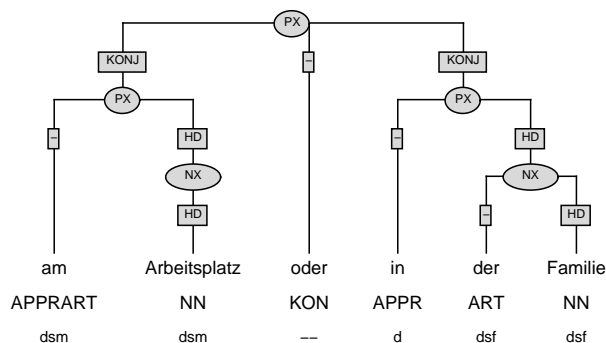 PX
KONJ – KONJ
PX PX
– HD – HD
NX NX
HD – HD
am Arbeitsplatz oder in der Familie
APPRART NN KON APPR ART NN
dsm dsm –– d dsf dsf